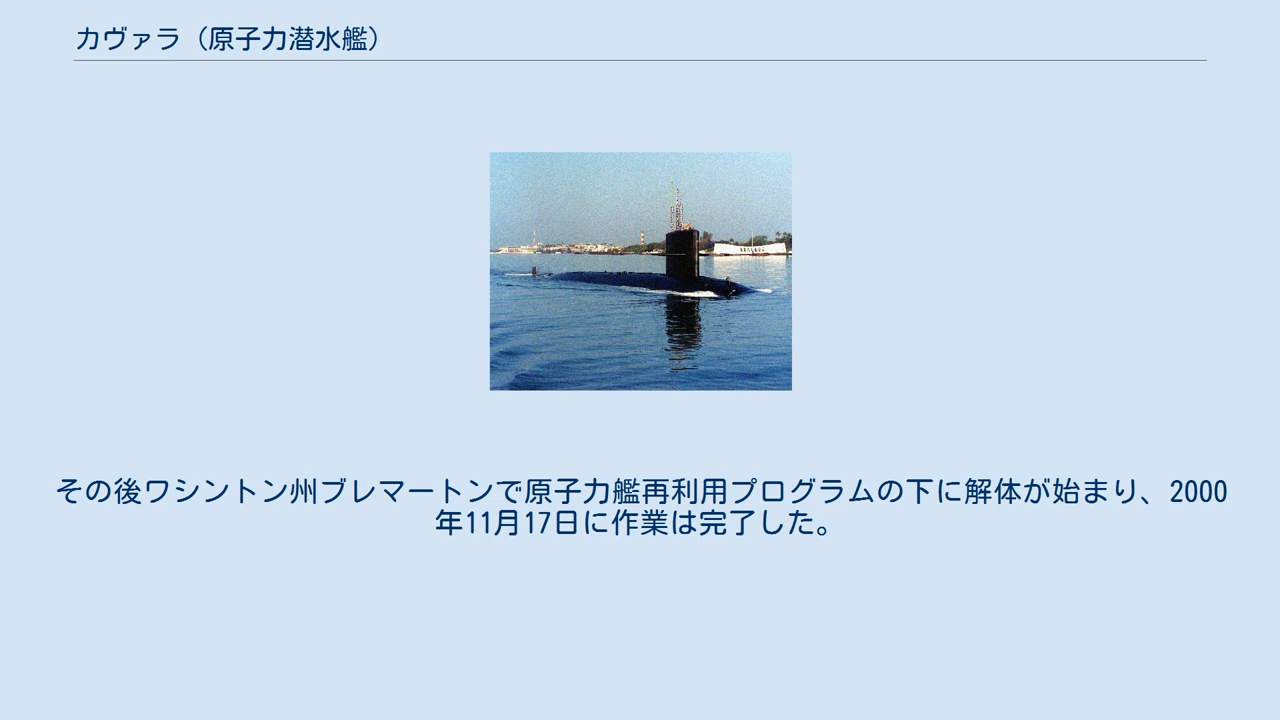 カヴァラ（原子力潜水艦）
その後ワシントン州ブレマートンで原子力艦再利用プログラムの下に解体が始まり、2000
年11月17日に作業は完了した。